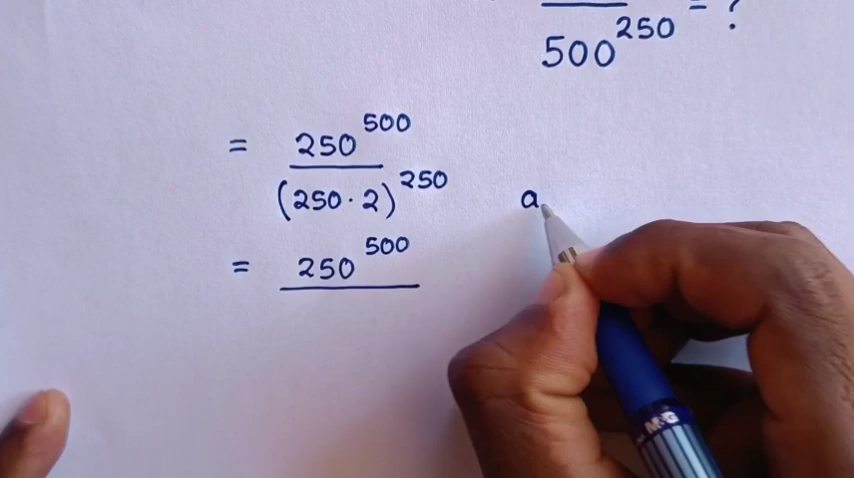 500^250 = ?
= 250^500
(250 · 2)^250
a
= 250^500
M&G